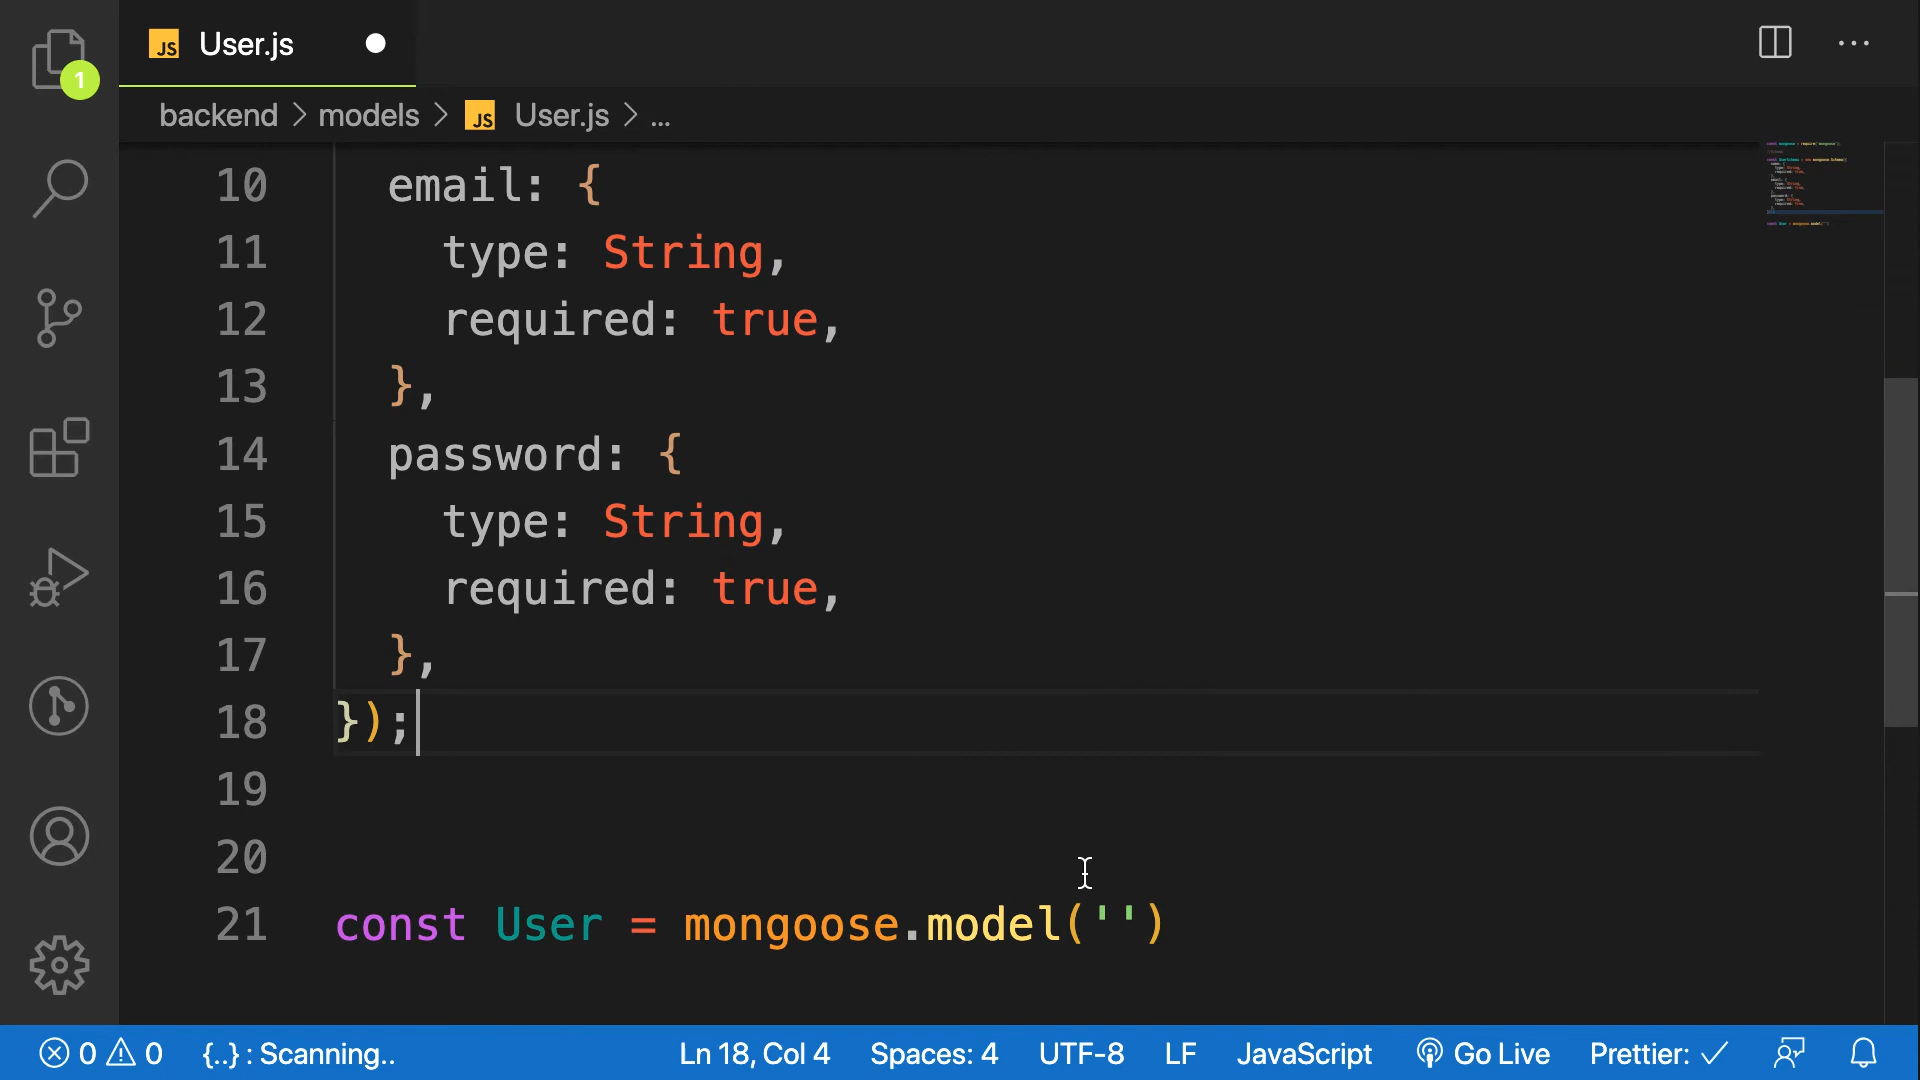 JS User.js
1
backend > models > JS User.js > ...
10 email: {
11 type: String,
12 required: true,
13 },
14 password: {
15 type: String,
16 required: true,
17 },
18 });
19
20
21 const User = mongoose.model('')
0 0 {..} : Scanning.. Ln 18, Col 4 Spaces: 4 UTF-8 LF JavaScript Go Live Prettier: ✓